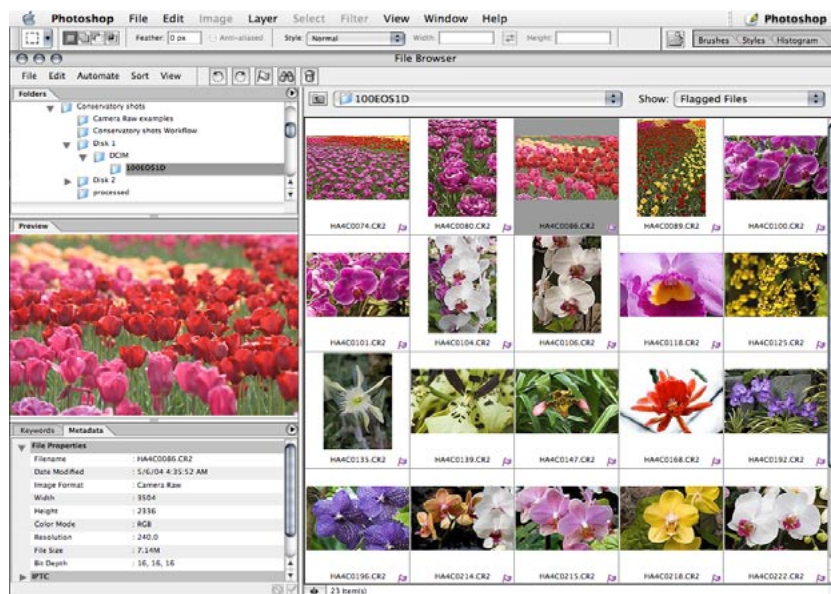 Photoshop File Edit Image Layer Select Filter View Window Help Photoshop
Feather: 0 px Anti-aliased Style: Normal Width: Height: Brushes Styles Histogram
File Browser
File Edit Automate Sort View
Folders
Conservatory shots
Camera Raw examples
Conservatory shots Workflow
Disk 1
DCIM
100EOS1D
Disk 2
processed
Preview
Keywords Metadata
File Properties
Filename : HA4C0086.CR2
Date Modified : 5/6/04 4:35:52 AM
Image Format : Camera Raw
Width : 3504
Height : 2336
Color Mode : RGB
Resolution : 240.0
File Size : 7.14M
Bit Depth : 16, 16, 16
IPTC
100EOS1D Show: Flagged Files
HA4C0074.CR2 HA4C0080.CR2 HA4C0086.CR2 HA4C0089.CR2 HA4C0100.CR2
HA4C0101.CR2 HA4C0104.CR2 HA4C0106.CR2 HA4C0118.CR2 HA4C0125.CR2
HA4C0135.CR2 HA4C0139.CR2 HA4C0147.CR2 HA4C0168.CR2 HA4C0192.CR2
HA4C0196.CR2 HA4C0214.CR2 HA4C0215.CR2 HA4C0218.CR2 HA4C0222.CR2
23 Item(s)